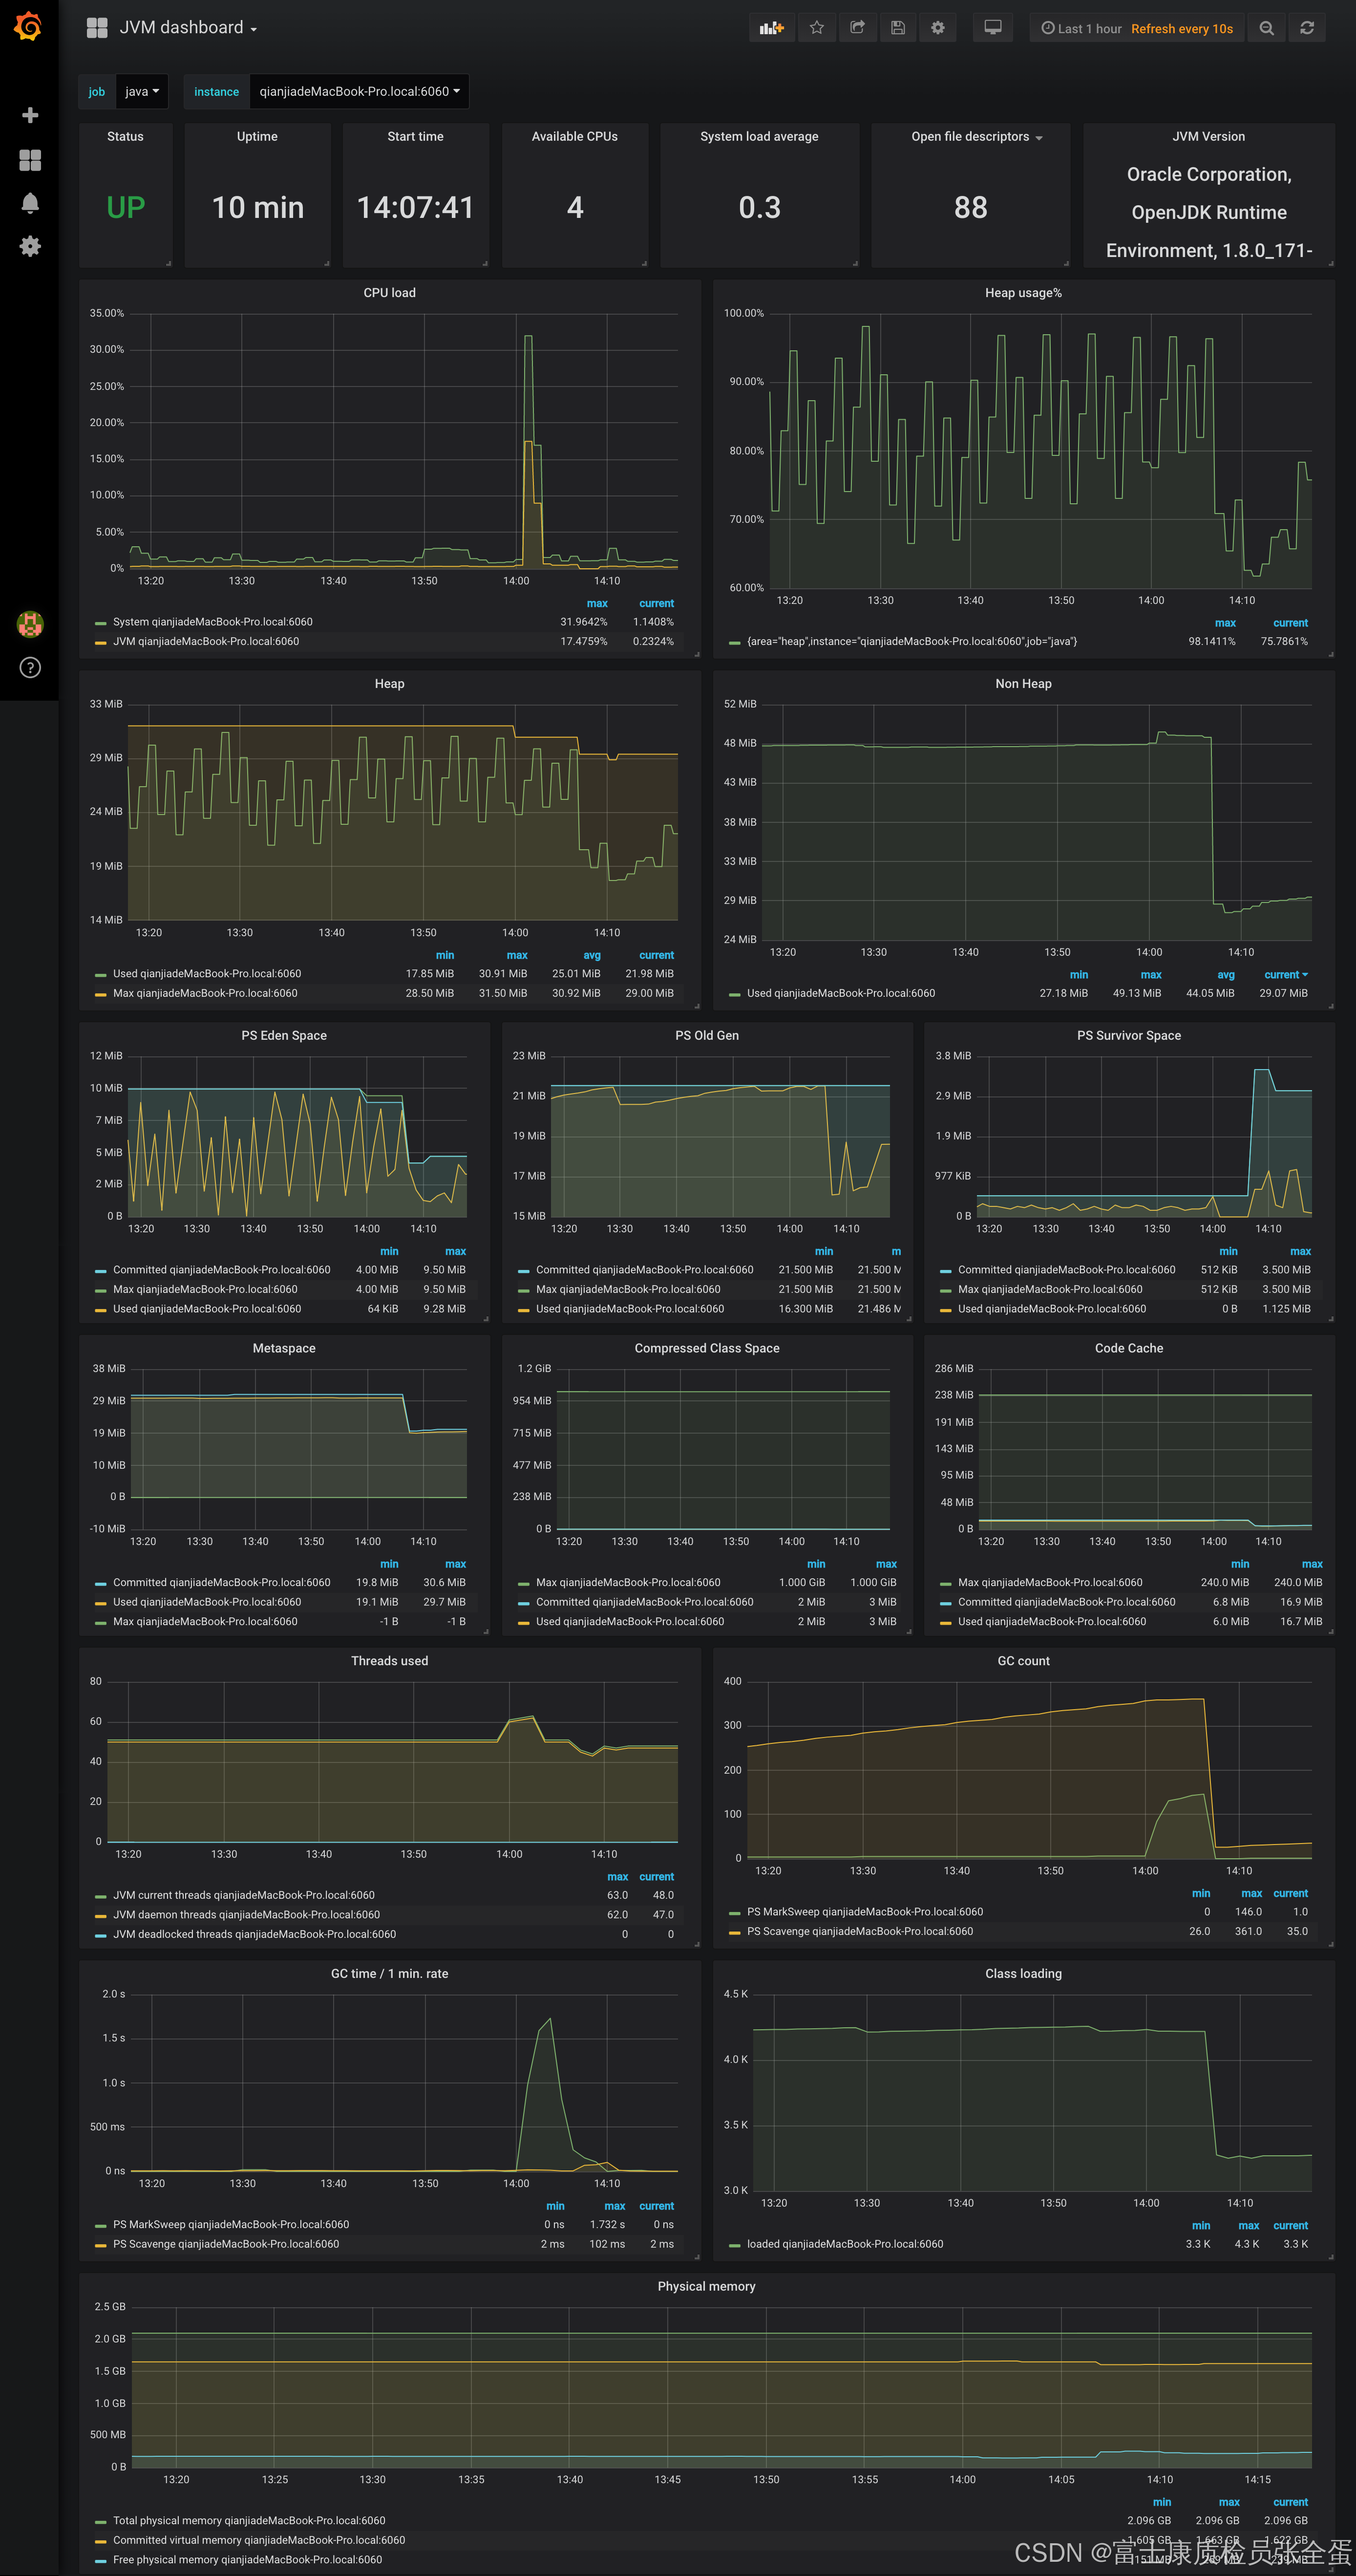 JVM dashboard
Last 1 hour Refresh every 10s
job java instance qianjiadeMacBook-Pro.local:6060
Status Uptime Start time Available CPUs System load average Open file descriptors JVM Version
UP 10 min 14:07:41 4 0.3 88
Oracle Corporation,
OpenJDK Runtime
Environment, 1.8.0_171-
CPU load
35.00%
30.00%
25.00%
20.00%
15.00%
10.00%
5.00%
0%
13:20 13:30 13:40 13:50 14:00 14:10
max current
System qianjiadeMacBook-Pro.local:6060 31.9642% 1.1408%
JVM qianjiadeMacBook-Pro.local:6060 17.4759% 0.2324%
Heap usage%
100.00%
90.00%
80.00%
70.00%
60.00%
13:20 13:30 13:40 13:50 14:00 14:10
max current
{area="heap",instance="qianjiadeMacBook-Pro.local:6060",job="java"} 98.1411% 75.7861%
Heap
33 MiB
29 MiB
24 MiB
19 MiB
14 MiB
13:20 13:30 13:40 13:50 14:00 14:10
min max avg current
Used qianjiadeMacBook-Pro.local:6060 17.85 MiB 30.91 MiB 25.01 MiB 21.98 MiB
Max qianjiadeMacBook-Pro.local:6060 28.50 MiB 31.50 MiB 30.92 MiB 29.00 MiB
Non Heap
52 MiB
48 MiB
43 MiB
38 MiB
33 MiB
29 MiB
24 MiB
13:20 13:30 13:40 13:50 14:00 14:10
min max avg current
Used qianjiadeMacBook-Pro.local:6060 27.18 MiB 49.13 MiB 44.05 MiB 29.07 MiB
PS Eden Space
12 MiB
10 MiB
7 MiB
5 MiB
2 MiB
0 B
13:20 13:30 13:40 13:50 14:00 14:10
min max
Committed qianjiadeMacBook-Pro.local:6060 4.00 MiB 9.50 MiB
Max qianjiadeMacBook-Pro.local:6060 4.00 MiB 9.50 MiB
Used qianjiadeMacBook-Pro.local:6060 64 KiB 9.28 MiB
PS Old Gen
23 MiB
21 MiB
19 MiB
17 MiB
15 MiB
13:20 13:30 13:40 13:50 14:00 14:10
min m
Committed qianjiadeMacBook-Pro.local:6060 21.500 MiB 21.500 M
Max qianjiadeMacBook-Pro.local:6060 21.500 MiB 21.500 M
Used qianjiadeMacBook-Pro.local:6060 16.300 MiB 21.486 M
PS Survivor Space
3.8 MiB
2.9 MiB
1.9 MiB
977 KiB
0 B
13:20 13:30 13:40 13:50 14:00 14:10
min max
Committed qianjiadeMacBook-Pro.local:6060 512 KiB 3.500 MiB
Max qianjiadeMacBook-Pro.local:6060 512 KiB 3.500 MiB
Used qianjiadeMacBook-Pro.local:6060 0 B 1.125 MiB
Metaspace
38 MiB
29 MiB
19 MiB
10 MiB
0 B
-10 MiB
13:20 13:30 13:40 13:50 14:00 14:10
min max
Committed qianjiadeMacBook-Pro.local:6060 19.8 MiB 30.6 MiB
Used qianjiadeMacBook-Pro.local:6060 19.1 MiB 29.7 MiB
Max qianjiadeMacBook-Pro.local:6060 -1 B -1 B
Compressed Class Space
1.2 GiB
954 MiB
715 MiB
477 MiB
238 MiB
0 B
13:20 13:30 13:40 13:50 14:00 14:10
min max
Max qianjiadeMacBook-Pro.local:6060 1.000 GiB 1.000 GiB
Committed qianjiadeMacBook-Pro.local:6060 2 MiB 3 MiB
Used qianjiadeMacBook-Pro.local:6060 2 MiB 3 MiB
Code Cache
286 MiB
238 MiB
191 MiB
143 MiB
95 MiB
48 MiB
0 B
13:20 13:30 13:40 13:50 14:00 14:10
min max
Max qianjiadeMacBook-Pro.local:6060 240.0 MiB 240.0 MiB
Committed qianjiadeMacBook-Pro.local:6060 6.8 MiB 16.9 MiB
Used qianjiadeMacBook-Pro.local:6060 6.0 MiB 16.7 MiB
Threads used
80
60
40
20
0
13:20 13:30 13:40 13:50 14:00 14:10
max current
JVM current threads qianjiadeMacBook-Pro.local:6060 63.0 48.0
JVM daemon threads qianjiadeMacBook-Pro.local:6060 62.0 47.0
JVM deadlocked threads qianjiadeMacBook-Pro.local:6060 0 0
GC count
400
300
200
100
0
13:20 13:30 13:40 13:50 14:00 14:10
min max current
PS MarkSweep qianjiadeMacBook-Pro.local:6060 0 146.0 1.0
PS Scavenge qianjiadeMacBook-Pro.local:6060 26.0 361.0 35.0
GC time / 1 min. rate
2.0 s
1.5 s
1.0 s
500 ms
0 ns
13:20 13:30 13:40 13:50 14:00 14:10
min max current
PS MarkSweep qianjiadeMacBook-Pro.local:6060 0 ns 1.732 s 0 ns
PS Scavenge qianjiadeMacBook-Pro.local:6060 2 ms 102 ms 2 ms
Class loading
4.5 K
4.0 K
3.5 K
3.0 K
13:20 13:30 13:40 13:50 14:00 14:10
min max current
loaded qianjiadeMacBook-Pro.local:6060 3.3 K 4.3 K 3.3 K
Physical memory
2.5 GB
2.0 GB
1.5 GB
1.0 GB
500 MB
0 B
13:20 13:25 13:30 13:35 13:40 13:45 13:50 13:55 14:00 14:05 14:10 14:15
min max current
Total physical memory qianjiadeMacBook-Pro.local:6060 2.096 GB 2.096 GB 2.096 GB
Committed virtual memory qianjiadeMacBook-Pro.local:6060 1.605 GB 1.663 GB 1.622 GB
Free physical memory qianjiadeMacBook-Pro.local:6060 151 MB
CSDN @富士康质检员张全蛋